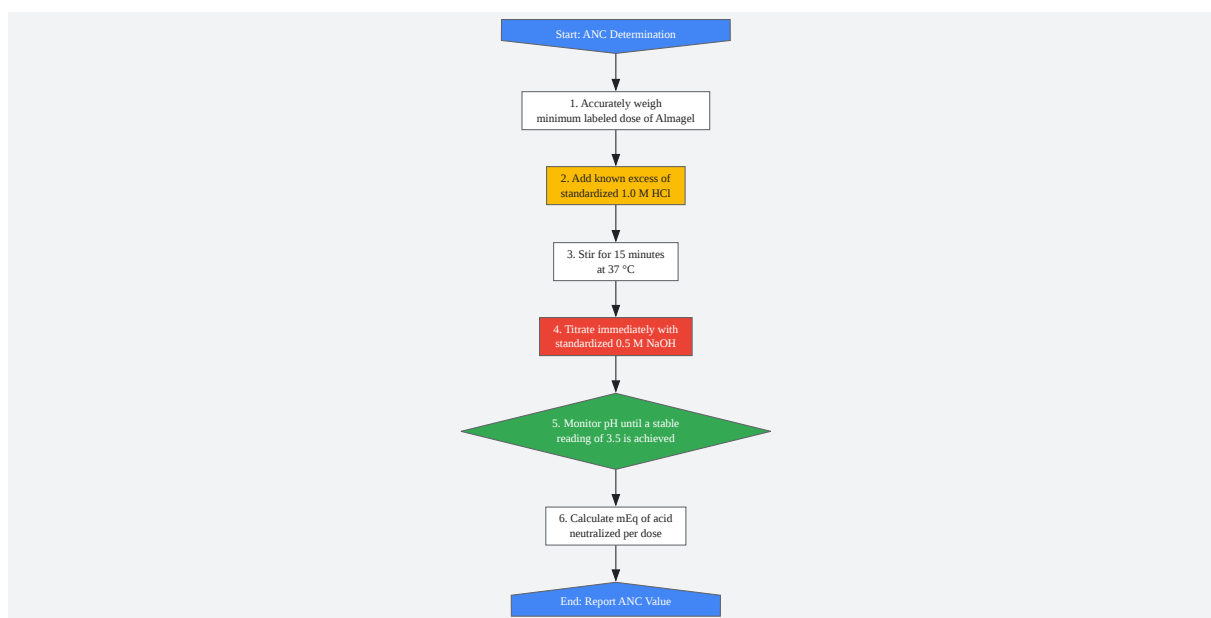 Start: ANC Determination
1. Accurately weigh
minimum labeled dose of Almagel
2. Add known excess of
standardized 1.0 M HCl
3. Stir for 15 minutes
at 37 °C
4. Titrate immediately with
standardized 0.5 M NaOH
5. Monitor pH until a stable
reading of 3.5 is achieved
6. Calculate mEq of acid
neutralized per dose
End: Report ANC Value